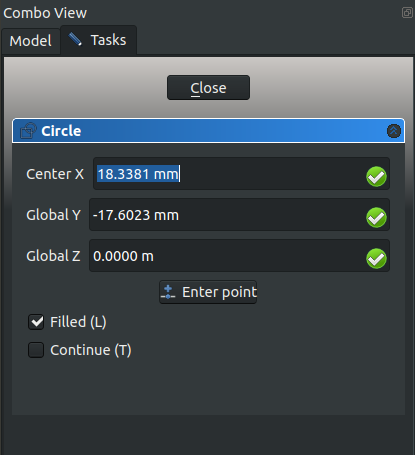 Combo View
Model
Tasks
Close
Circle
Center X 18.3381 mm
Global Y -17.6023 mm
Global Z 0.0000 m
Enter point
Filled (L)
Continue (T)